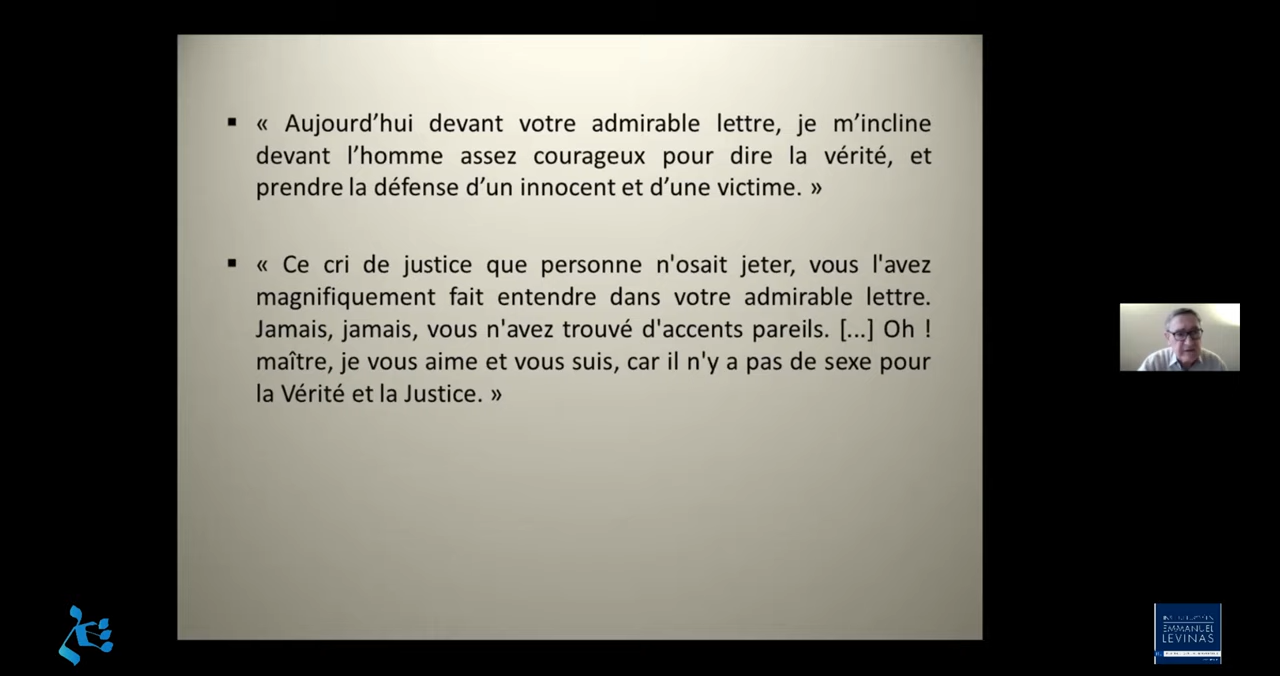 ▪ « Aujourd’hui devant votre admirable lettre, je m’incline
devant l’homme assez courageux pour dire la vérité, et
prendre la défense d’un innocent et d’une victime. »
▪ « Ce cri de justice que personne n'osait jeter, vous l'avez
magnifiquement fait entendre dans votre admirable lettre.
Jamais, jamais, vous n'avez trouvé d'accents pareils. [...] Oh !
maître, je vous aime et vous suis, car il n'y a pas de sexe pour
la Vérité et la Justice. »
EMMANUEL
LEVINAS